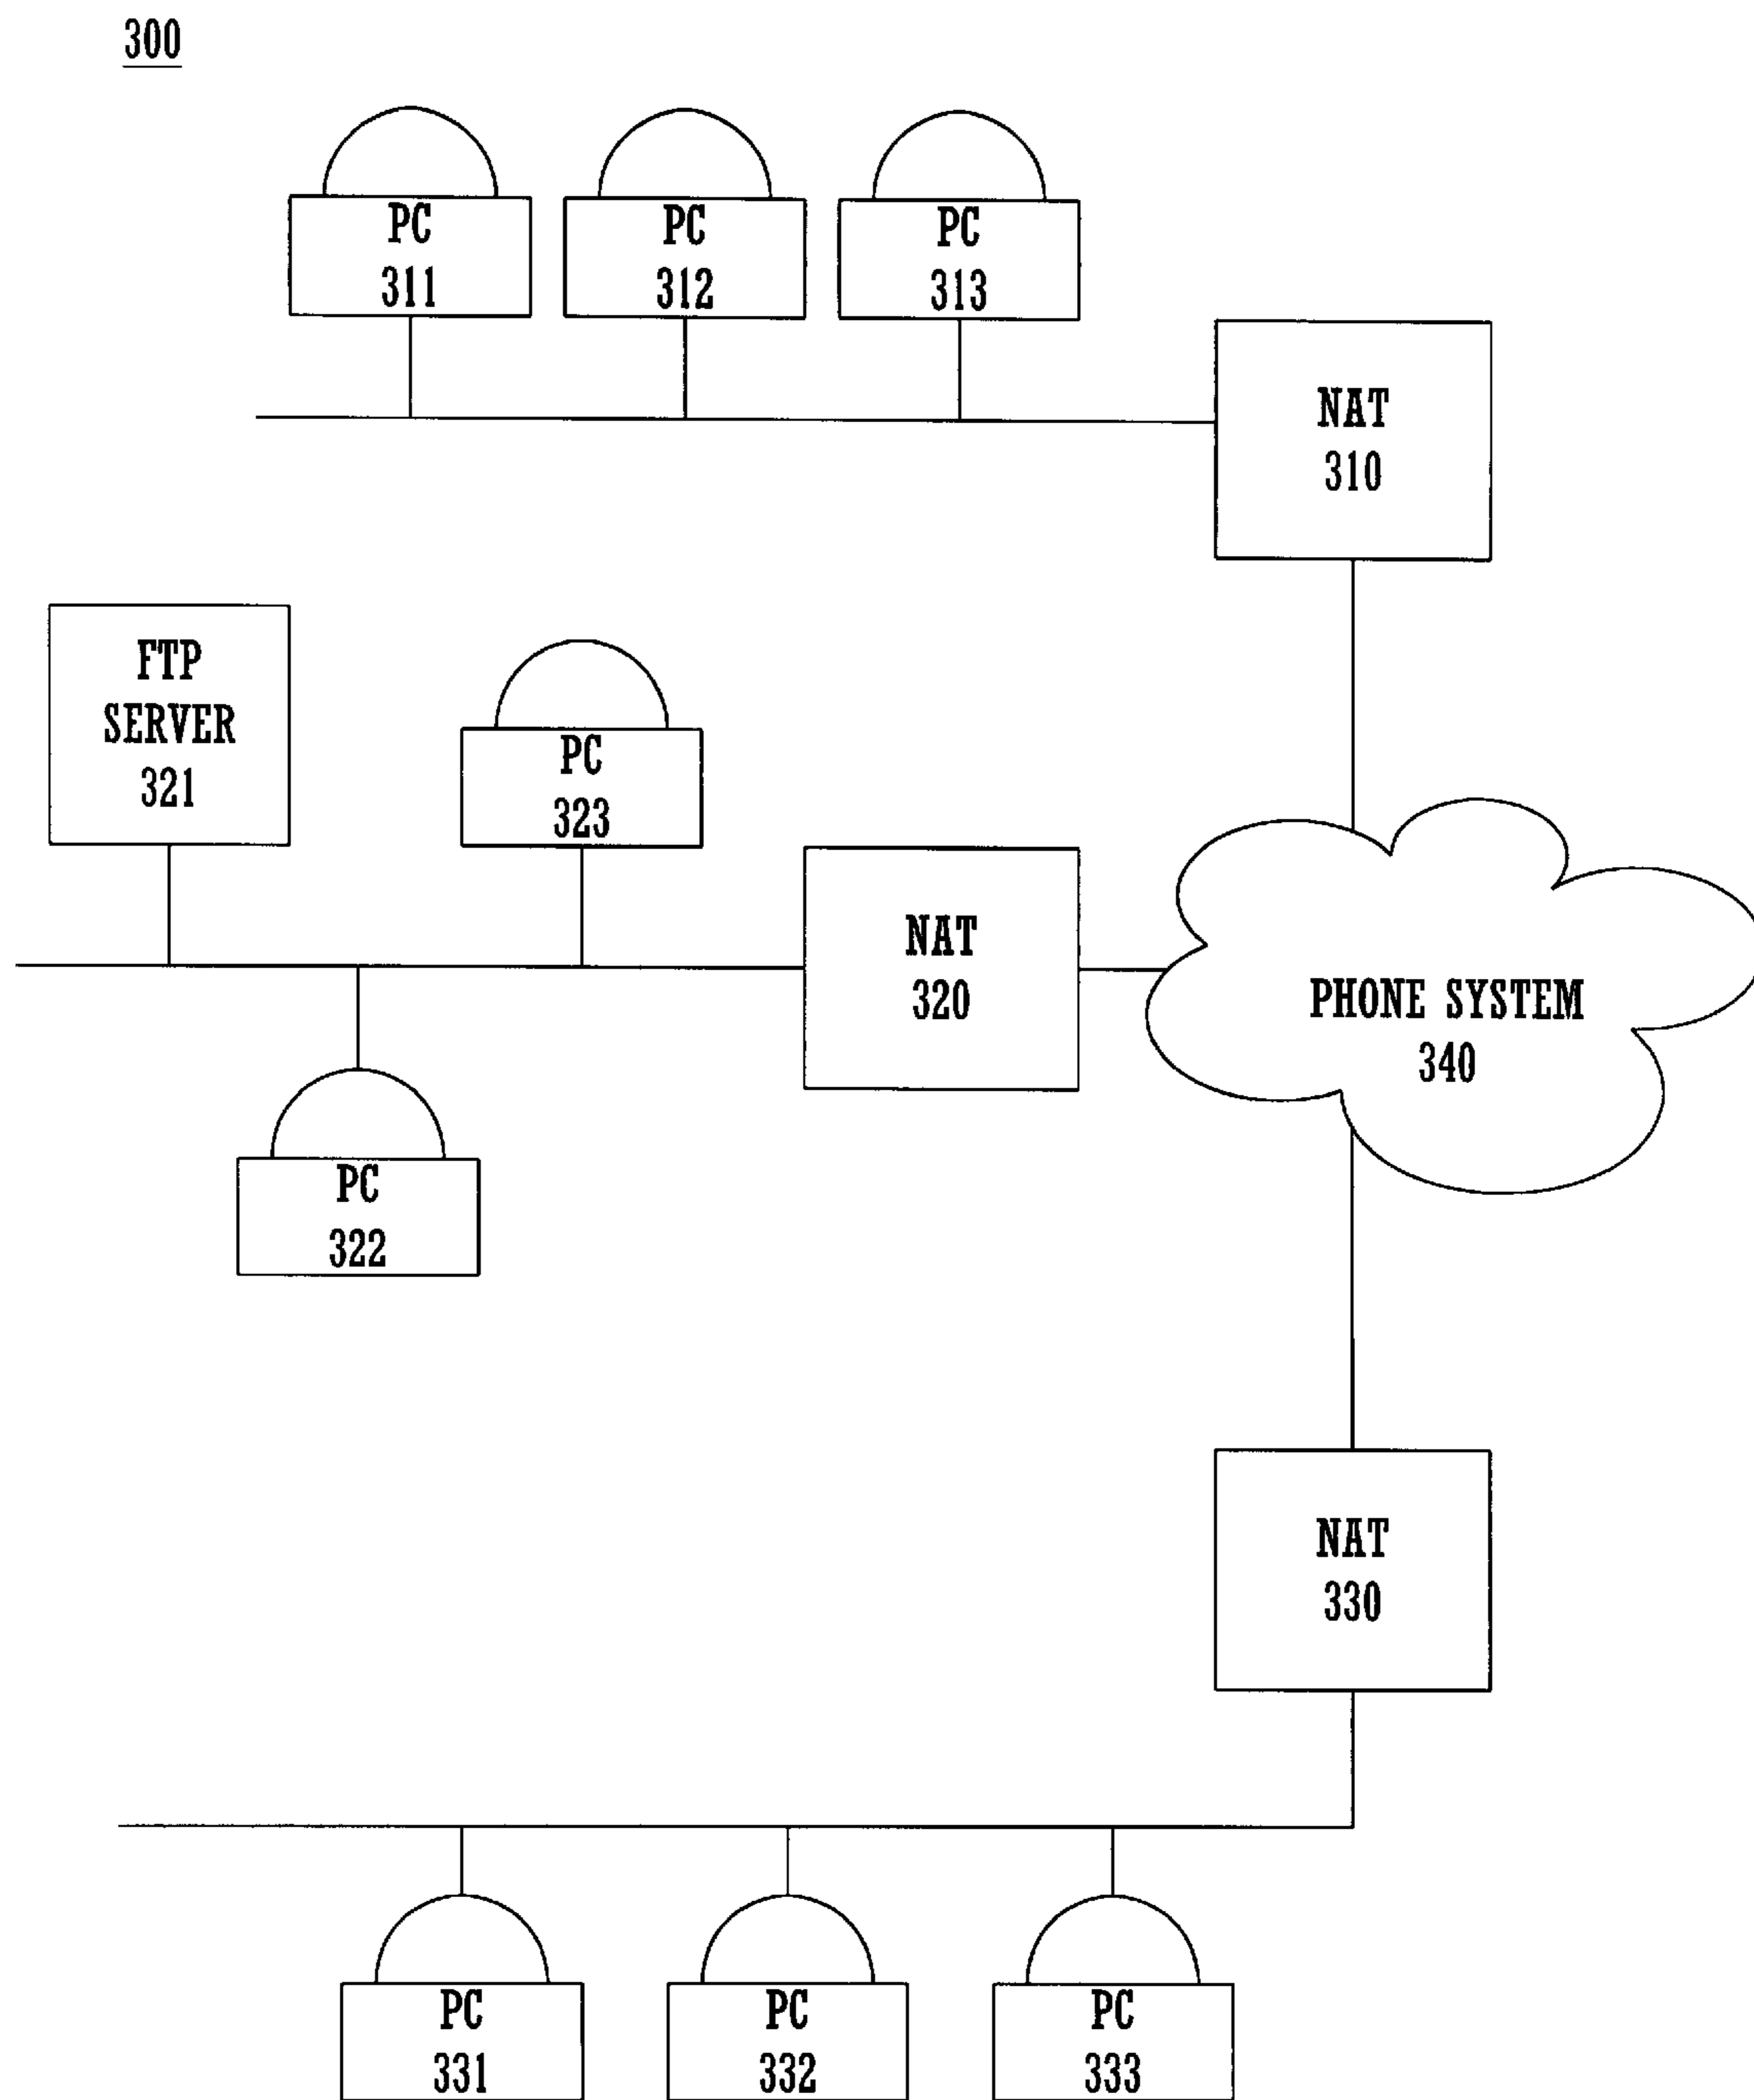 300
PC
311
PC
312
PC
313
NAT
310
FTP
SERVER
321
PC
323
NAT
320
PHONE SYSTEM
340
PC
322
NAT
330
PC
331
PC
332
PC
333